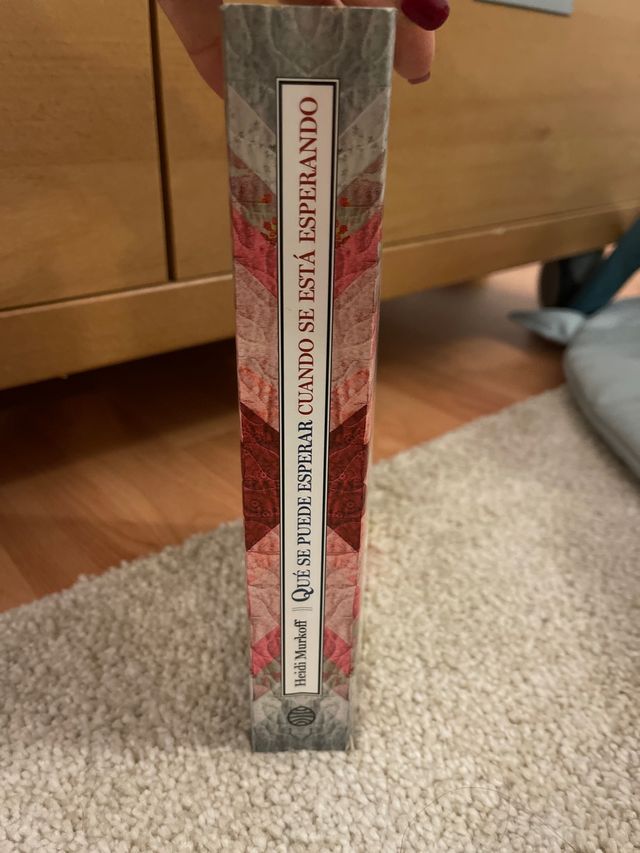 Heidi Murkoff || QUÉ SE PUEDE ESPERAR CUANDO SE ESTÁ ESPERANDO